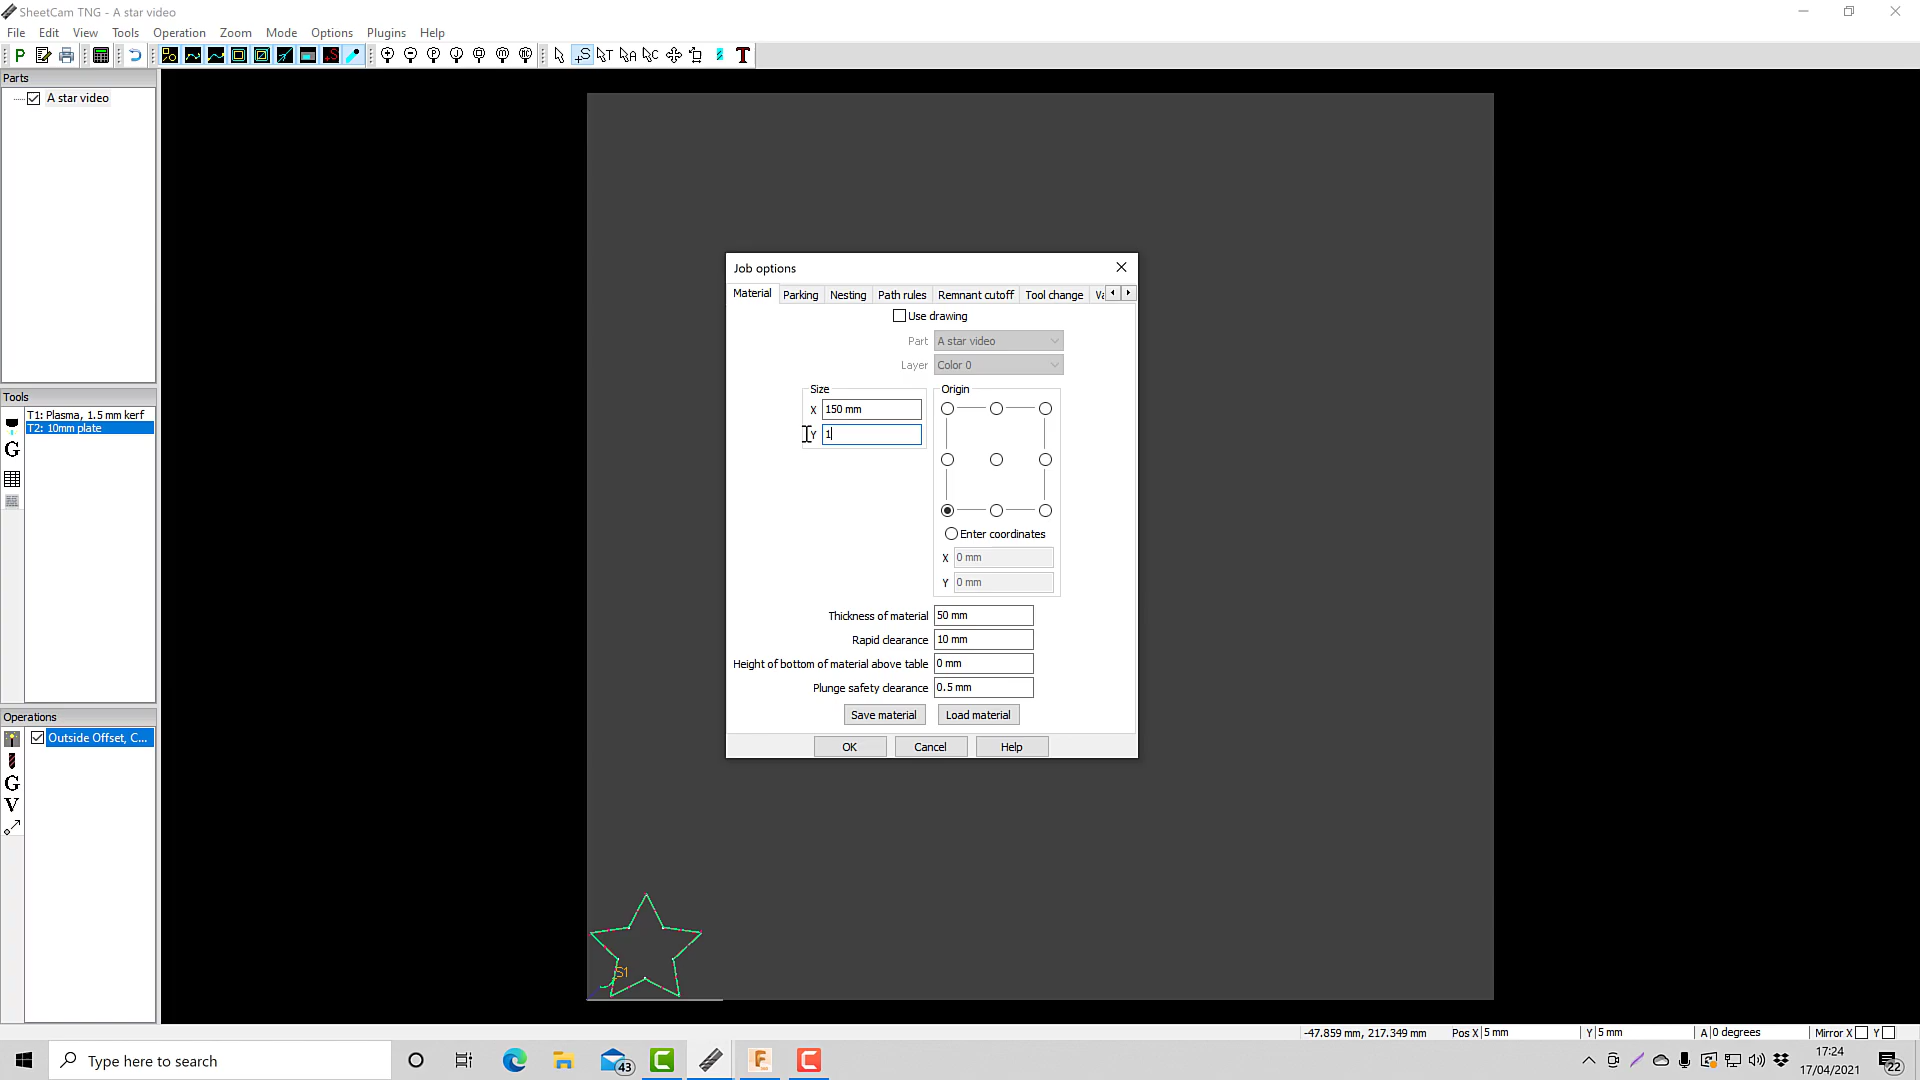 SheetCam TNG - A star video
File Edit View Tools Operation Zoom Mode Options Plugins Help
P T A C T
Parts
A star video
Tools
T1: Plasma, 1.5 mm kerf
T2: 10mm plate
G
Operations
Outside Offset, C...
G
V
S1
Job options
Material Parking Nesting Path rules Remnant cutoff Tool change
Use drawing
Part A star video
Layer Color 0
Size
X 150 mm
Y 1
Origin
Enter coordinates
X 0 mm
Y 0 mm
Thickness of material 50 mm
Rapid clearance 10 mm
Height of bottom of material above table 0 mm
Plunge safety clearance 0.5 mm
Save material Load material
OK Cancel Help
-47.859 mm, 217.349 mm Pos X 5 mm Y 5 mm A 0 degrees Mirror X Y
Type here to search
43
17:24
17/04/2021
22